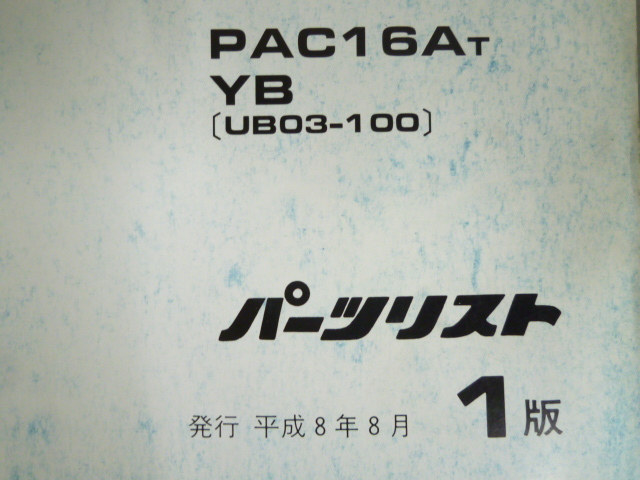 PAC16AT
YB
〔UB03-100〕
パーツリスト
1版
発行 平成8年8月